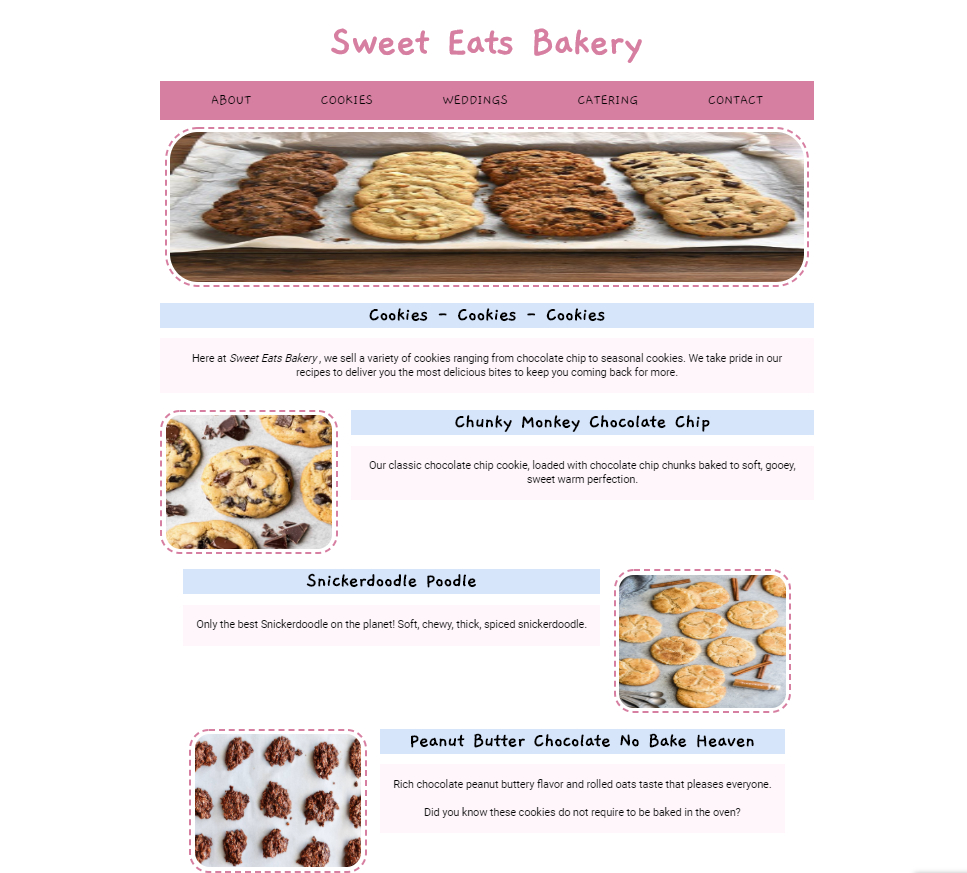 Sweet Eats Bakery
ABOUT COOKIES WEDDINGS CATERING CONTACT
Cookies - Cookies - Cookies
Here at Sweet Eats Bakery , we sell a variety of cookies ranging from chocolate chip to seasonal cookies. We take pride in our
recipes to deliver you the most delicious bites to keep you coming back for more.
Chunky Monkey Chocolate Chip
Our classic chocolate chip cookie, loaded with chocolate chip chunks baked to soft, gooey,
sweet warm perfection.
Snickerdoodle Poodle
Only the best Snickerdoodle on the planet! Soft, chewy, thick, spiced snickerdoodle.
Peanut Butter Chocolate No Bake Heaven
Rich chocolate peanut buttery flavor and rolled oats taste that pleases everyone.
Did you know these cookies do not require to be baked in the oven?